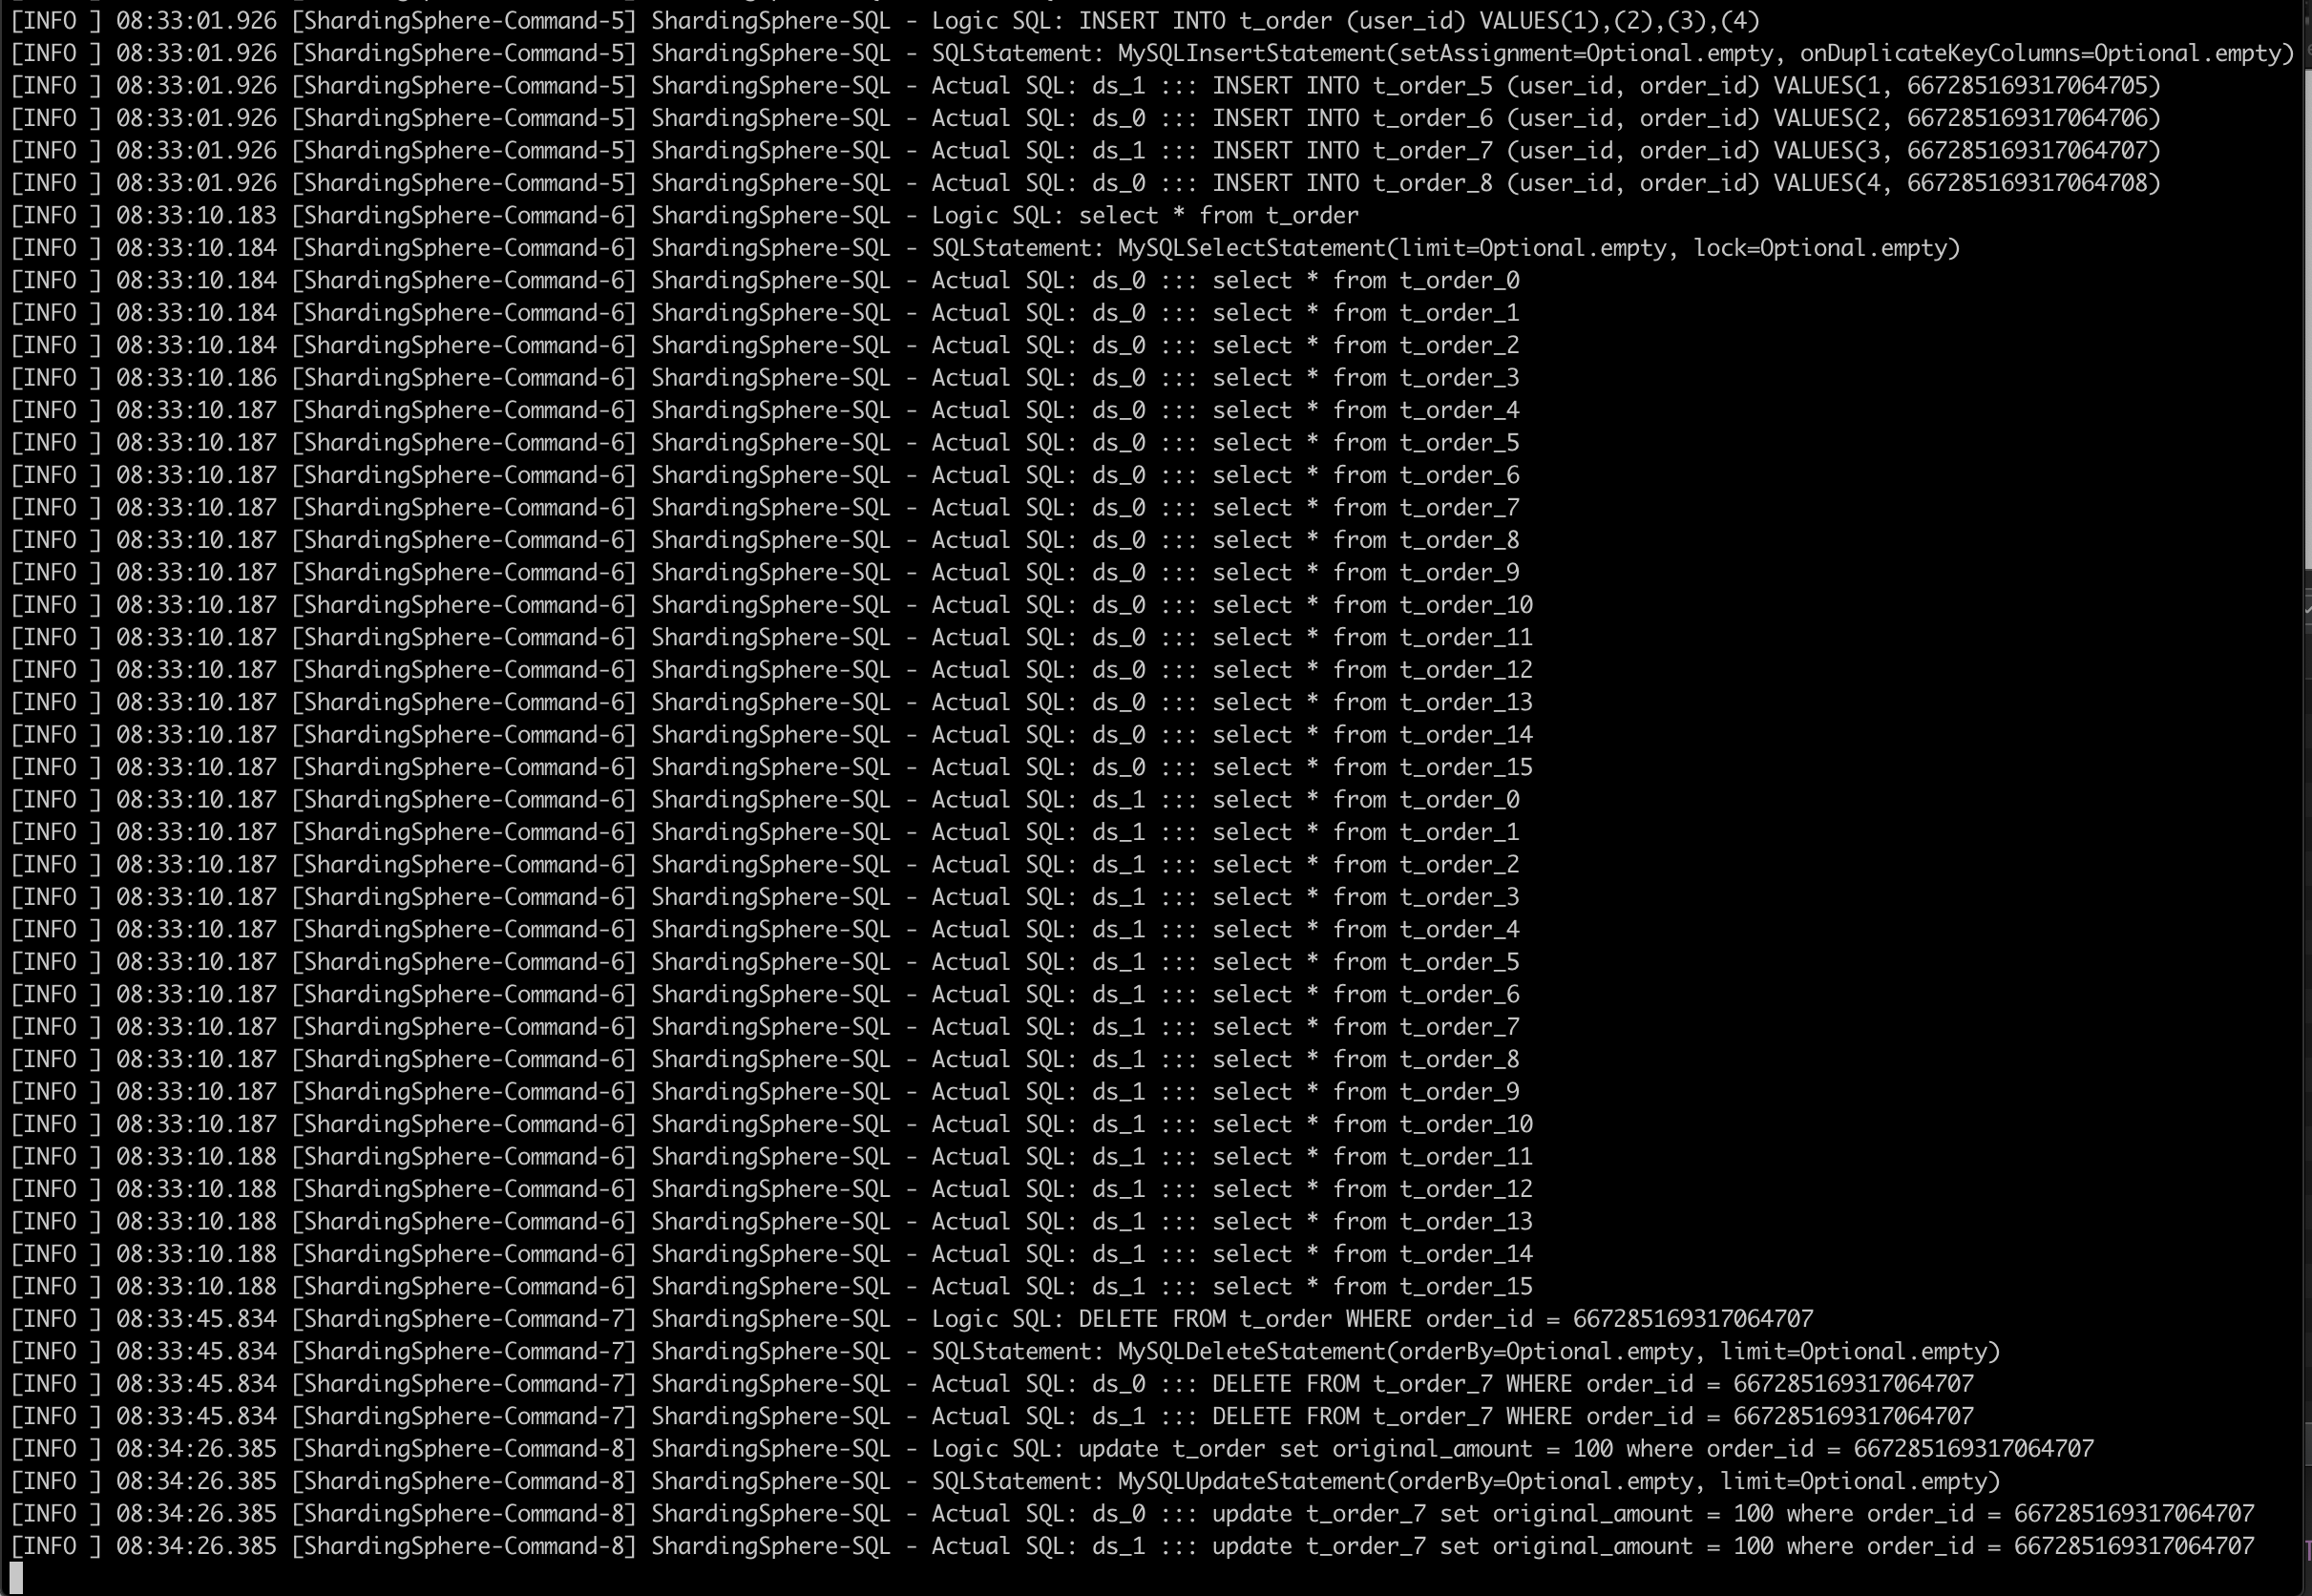 [INFO ] 08:33:01.926 [ShardingSphere-Command-5] ShardingSphere-SQL - Logic SQL: INSERT INTO t_order (user_id) VALUES(1),(2),(3),(4)
[INFO ] 08:33:01.926 [ShardingSphere-Command-5] ShardingSphere-SQL - SQLStatement: MySQLInsertStatement(setAssignment=Optional.empty, onDuplicateKeyColumns=Optional.empty)
[INFO ] 08:33:01.926 [ShardingSphere-Command-5] ShardingSphere-SQL - Actual SQL: ds_1 ::: INSERT INTO t_order_5 (user_id, order_id) VALUES(1, 667285169317064705)
[INFO ] 08:33:01.926 [ShardingSphere-Command-5] ShardingSphere-SQL - Actual SQL: ds_0 ::: INSERT INTO t_order_6 (user_id, order_id) VALUES(2, 667285169317064706)
[INFO ] 08:33:01.926 [ShardingSphere-Command-5] ShardingSphere-SQL - Actual SQL: ds_1 ::: INSERT INTO t_order_7 (user_id, order_id) VALUES(3, 667285169317064707)
[INFO ] 08:33:01.926 [ShardingSphere-Command-5] ShardingSphere-SQL - Actual SQL: ds_0 ::: INSERT INTO t_order_8 (user_id, order_id) VALUES(4, 667285169317064708)
[INFO ] 08:33:10.183 [ShardingSphere-Command-6] ShardingSphere-SQL - Logic SQL: select * from t_order
[INFO ] 08:33:10.184 [ShardingSphere-Command-6] ShardingSphere-SQL - SQLStatement: MySQLSelectStatement(limit=Optional.empty, lock=Optional.empty)
[INFO ] 08:33:10.184 [ShardingSphere-Command-6] ShardingSphere-SQL - Actual SQL: ds_0 ::: select * from t_order_0
[INFO ] 08:33:10.184 [ShardingSphere-Command-6] ShardingSphere-SQL - Actual SQL: ds_0 ::: select * from t_order_1
[INFO ] 08:33:10.184 [ShardingSphere-Command-6] ShardingSphere-SQL - Actual SQL: ds_0 ::: select * from t_order_2
[INFO ] 08:33:10.186 [ShardingSphere-Command-6] ShardingSphere-SQL - Actual SQL: ds_0 ::: select * from t_order_3
[INFO ] 08:33:10.187 [ShardingSphere-Command-6] ShardingSphere-SQL - Actual SQL: ds_0 ::: select * from t_order_4
[INFO ] 08:33:10.187 [ShardingSphere-Command-6] ShardingSphere-SQL - Actual SQL: ds_0 ::: select * from t_order_5
[INFO ] 08:33:10.187 [ShardingSphere-Command-6] ShardingSphere-SQL - Actual SQL: ds_0 ::: select * from t_order_6
[INFO ] 08:33:10.187 [ShardingSphere-Command-6] ShardingSphere-SQL - Actual SQL: ds_0 ::: select * from t_order_7
[INFO ] 08:33:10.187 [ShardingSphere-Command-6] ShardingSphere-SQL - Actual SQL: ds_0 ::: select * from t_order_8
[INFO ] 08:33:10.187 [ShardingSphere-Command-6] ShardingSphere-SQL - Actual SQL: ds_0 ::: select * from t_order_9
[INFO ] 08:33:10.187 [ShardingSphere-Command-6] ShardingSphere-SQL - Actual SQL: ds_0 ::: select * from t_order_10
[INFO ] 08:33:10.187 [ShardingSphere-Command-6] ShardingSphere-SQL - Actual SQL: ds_0 ::: select * from t_order_11
[INFO ] 08:33:10.187 [ShardingSphere-Command-6] ShardingSphere-SQL - Actual SQL: ds_0 ::: select * from t_order_12
[INFO ] 08:33:10.187 [ShardingSphere-Command-6] ShardingSphere-SQL - Actual SQL: ds_0 ::: select * from t_order_13
[INFO ] 08:33:10.187 [ShardingSphere-Command-6] ShardingSphere-SQL - Actual SQL: ds_0 ::: select * from t_order_14
[INFO ] 08:33:10.187 [ShardingSphere-Command-6] ShardingSphere-SQL - Actual SQL: ds_0 ::: select * from t_order_15
[INFO ] 08:33:10.187 [ShardingSphere-Command-6] ShardingSphere-SQL - Actual SQL: ds_1 ::: select * from t_order_0
[INFO ] 08:33:10.187 [ShardingSphere-Command-6] ShardingSphere-SQL - Actual SQL: ds_1 ::: select * from t_order_1
[INFO ] 08:33:10.187 [ShardingSphere-Command-6] ShardingSphere-SQL - Actual SQL: ds_1 ::: select * from t_order_2
[INFO ] 08:33:10.187 [ShardingSphere-Command-6] ShardingSphere-SQL - Actual SQL: ds_1 ::: select * from t_order_3
[INFO ] 08:33:10.187 [ShardingSphere-Command-6] ShardingSphere-SQL - Actual SQL: ds_1 ::: select * from t_order_4
[INFO ] 08:33:10.187 [ShardingSphere-Command-6] ShardingSphere-SQL - Actual SQL: ds_1 ::: select * from t_order_5
[INFO ] 08:33:10.187 [ShardingSphere-Command-6] ShardingSphere-SQL - Actual SQL: ds_1 ::: select * from t_order_6
[INFO ] 08:33:10.187 [ShardingSphere-Command-6] ShardingSphere-SQL - Actual SQL: ds_1 ::: select * from t_order_7
[INFO ] 08:33:10.187 [ShardingSphere-Command-6] ShardingSphere-SQL - Actual SQL: ds_1 ::: select * from t_order_8
[INFO ] 08:33:10.187 [ShardingSphere-Command-6] ShardingSphere-SQL - Actual SQL: ds_1 ::: select * from t_order_9
[INFO ] 08:33:10.187 [ShardingSphere-Command-6] ShardingSphere-SQL - Actual SQL: ds_1 ::: select * from t_order_10
[INFO ] 08:33:10.188 [ShardingSphere-Command-6] ShardingSphere-SQL - Actual SQL: ds_1 ::: select * from t_order_11
[INFO ] 08:33:10.188 [ShardingSphere-Command-6] ShardingSphere-SQL - Actual SQL: ds_1 ::: select * from t_order_12
[INFO ] 08:33:10.188 [ShardingSphere-Command-6] ShardingSphere-SQL - Actual SQL: ds_1 ::: select * from t_order_13
[INFO ] 08:33:10.188 [ShardingSphere-Command-6] ShardingSphere-SQL - Actual SQL: ds_1 ::: select * from t_order_14
[INFO ] 08:33:10.188 [ShardingSphere-Command-6] ShardingSphere-SQL - Actual SQL: ds_1 ::: select * from t_order_15
[INFO ] 08:33:45.834 [ShardingSphere-Command-7] ShardingSphere-SQL - Logic SQL: DELETE FROM t_order WHERE order_id = 667285169317064707
[INFO ] 08:33:45.834 [ShardingSphere-Command-7] ShardingSphere-SQL - SQLStatement: MySQLDeleteStatement(orderBy=Optional.empty, limit=Optional.empty)
[INFO ] 08:33:45.834 [ShardingSphere-Command-7] ShardingSphere-SQL - Actual SQL: ds_0 ::: DELETE FROM t_order_7 WHERE order_id = 667285169317064707
[INFO ] 08:33:45.834 [ShardingSphere-Command-7] ShardingSphere-SQL - Actual SQL: ds_1 ::: DELETE FROM t_order_7 WHERE order_id = 667285169317064707
[INFO ] 08:34:26.385 [ShardingSphere-Command-8] ShardingSphere-SQL - Logic SQL: update t_order set original_amount = 100 where order_id = 667285169317064707
[INFO ] 08:34:26.385 [ShardingSphere-Command-8] ShardingSphere-SQL - SQLStatement: MySQLUpdateStatement(orderBy=Optional.empty, limit=Optional.empty)
[INFO ] 08:34:26.385 [ShardingSphere-Command-8] ShardingSphere-SQL - Actual SQL: ds_0 ::: update t_order_7 set original_amount = 100 where order_id = 667285169317064707
[INFO ] 08:34:26.385 [ShardingSphere-Command-8] ShardingSphere-SQL - Actual SQL: ds_1 ::: update t_order_7 set original_amount = 100 where order_id = 667285169317064707